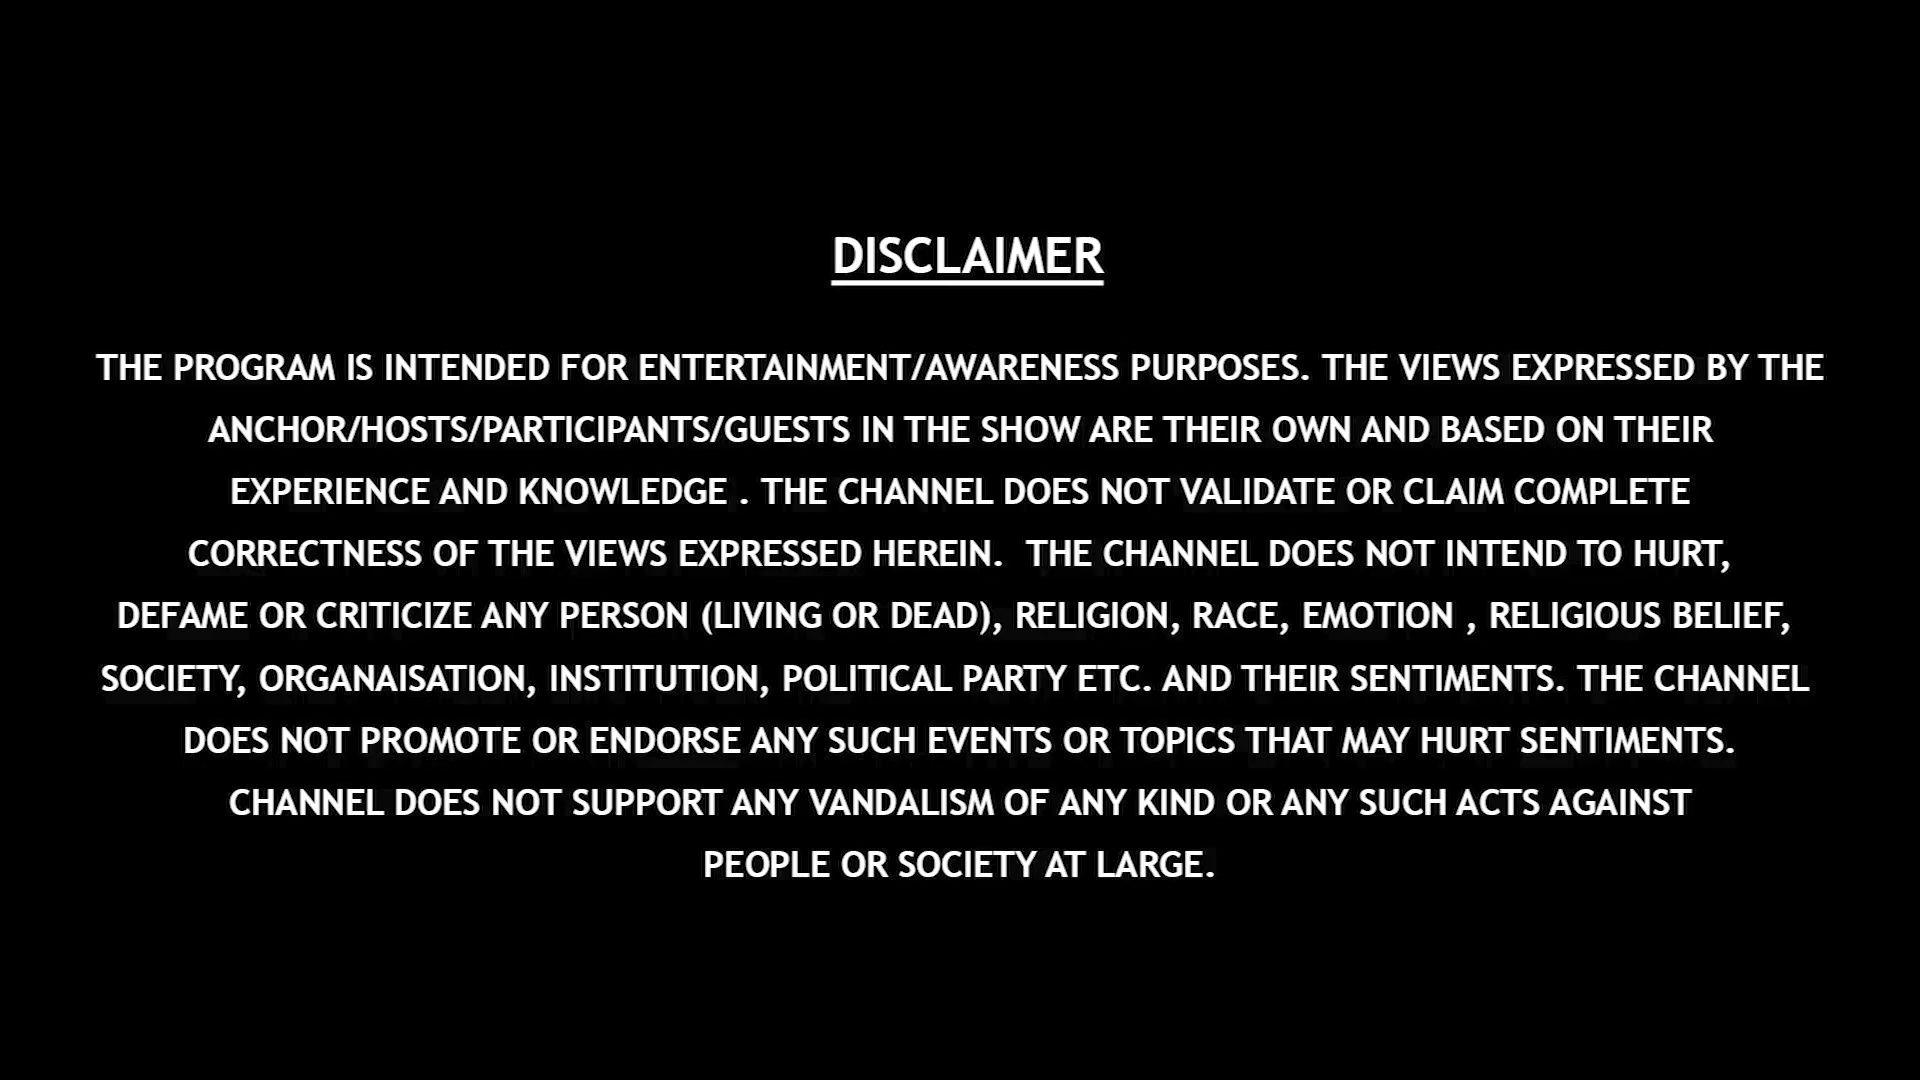 DISCLAIMER
THE PROGRAM IS INTENDED FOR ENTERTAINMENT/AWARENESS PURPOSES. THE VIEWS EXPRESSED BY THE
ANCHOR/HOSTS/PARTICIPANTS/GUESTS IN THE SHOW ARE THEIR OWN AND BASED ON THEIR
EXPERIENCE AND KNOWLEDGE . THE CHANNEL DOES NOT VALIDATE OR CLAIM COMPLETE
CORRECTNESS OF THE VIEWS EXPRESSED HEREIN.  THE CHANNEL DOES NOT INTEND TO HURT,
DEFAME OR CRITICIZE ANY PERSON (LIVING OR DEAD), RELIGION, RACE, EMOTION , RELIGIOUS BELIEF,
SOCIETY, ORGANAISATION, INSTITUTION, POLITICAL PARTY ETC. AND THEIR SENTIMENTS. THE CHANNEL
DOES NOT PROMOTE OR ENDORSE ANY SUCH EVENTS OR TOPICS THAT MAY HURT SENTIMENTS.
CHANNEL DOES NOT SUPPORT ANY VANDALISM OF ANY KIND OR ANY SUCH ACTS AGAINST
PEOPLE OR SOCIETY AT LARGE.